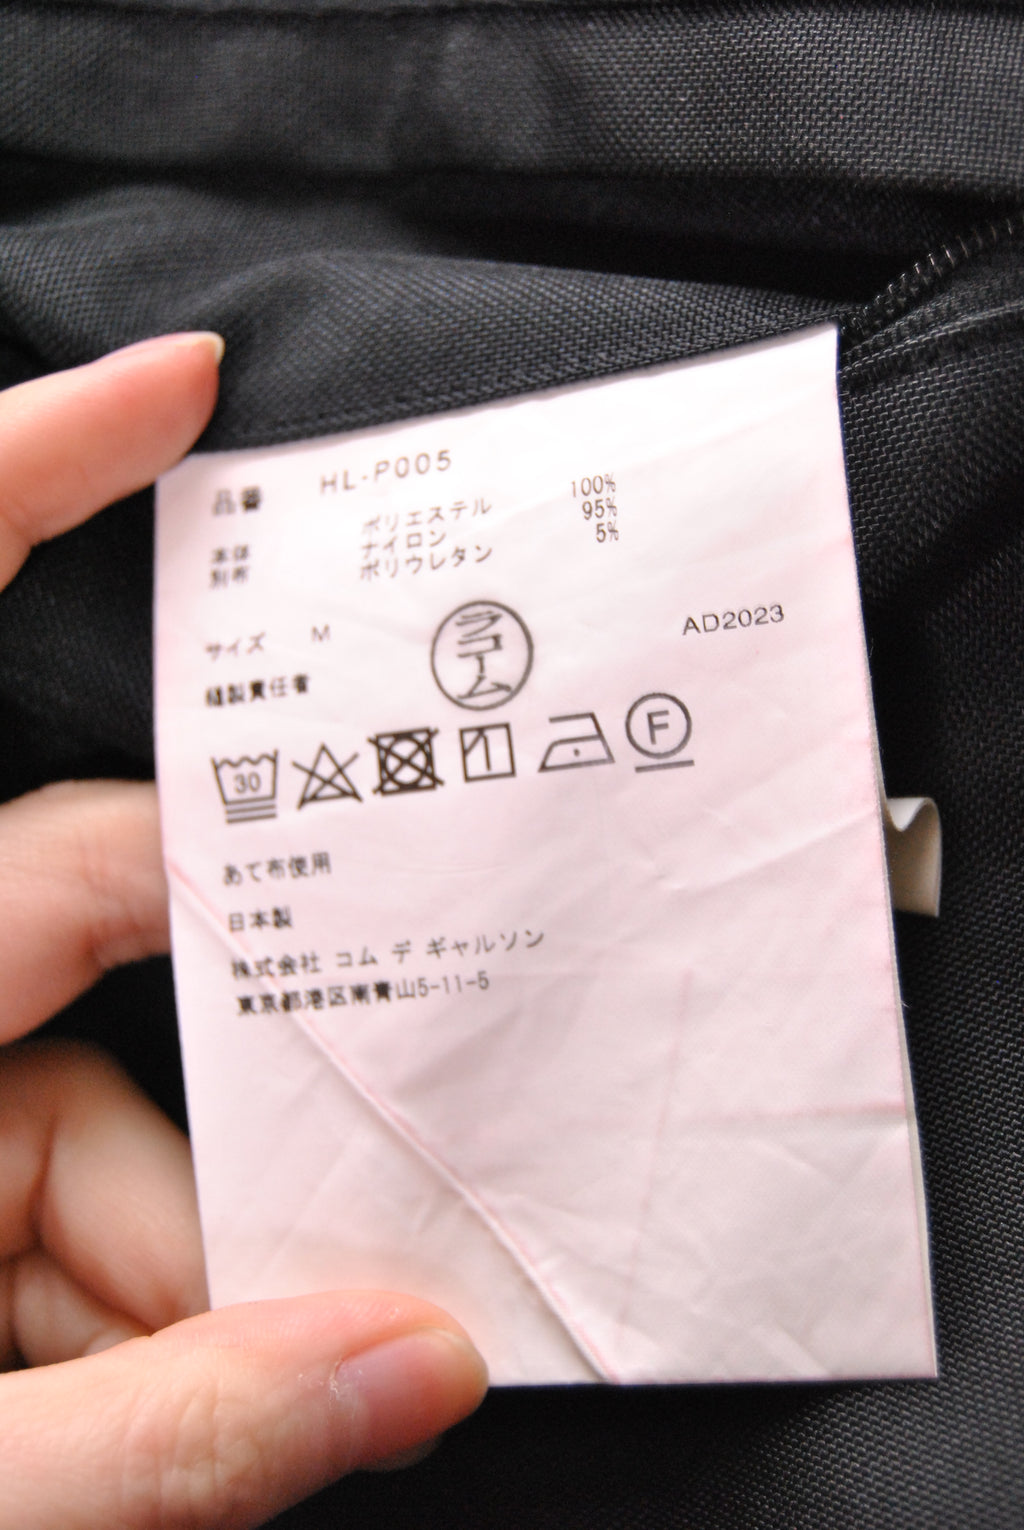 品番 HL-P005
本体 ポリエステル 100%
別布 ナイロン 95%
ポリウレタン 5%
サイズ M
ラコーム
AD2023
縫製責任者
30
F
あて布使用
日本製
株式会社 コム デ ギャルソン
東京都港区南青山5-11-5